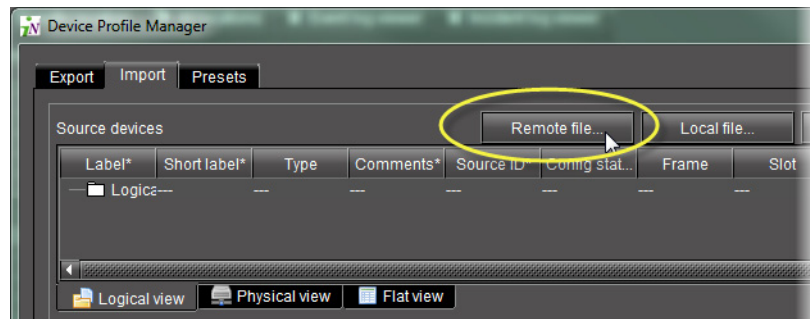 Device Profile Manager
Export Import Presets
Source devices Remote file... Local file...
Label* Short label* Type Comments* Source ID* Config stat... Frame Slot
Logica--- --- --- --- --- --- ---
Logical view Physical view Flat view